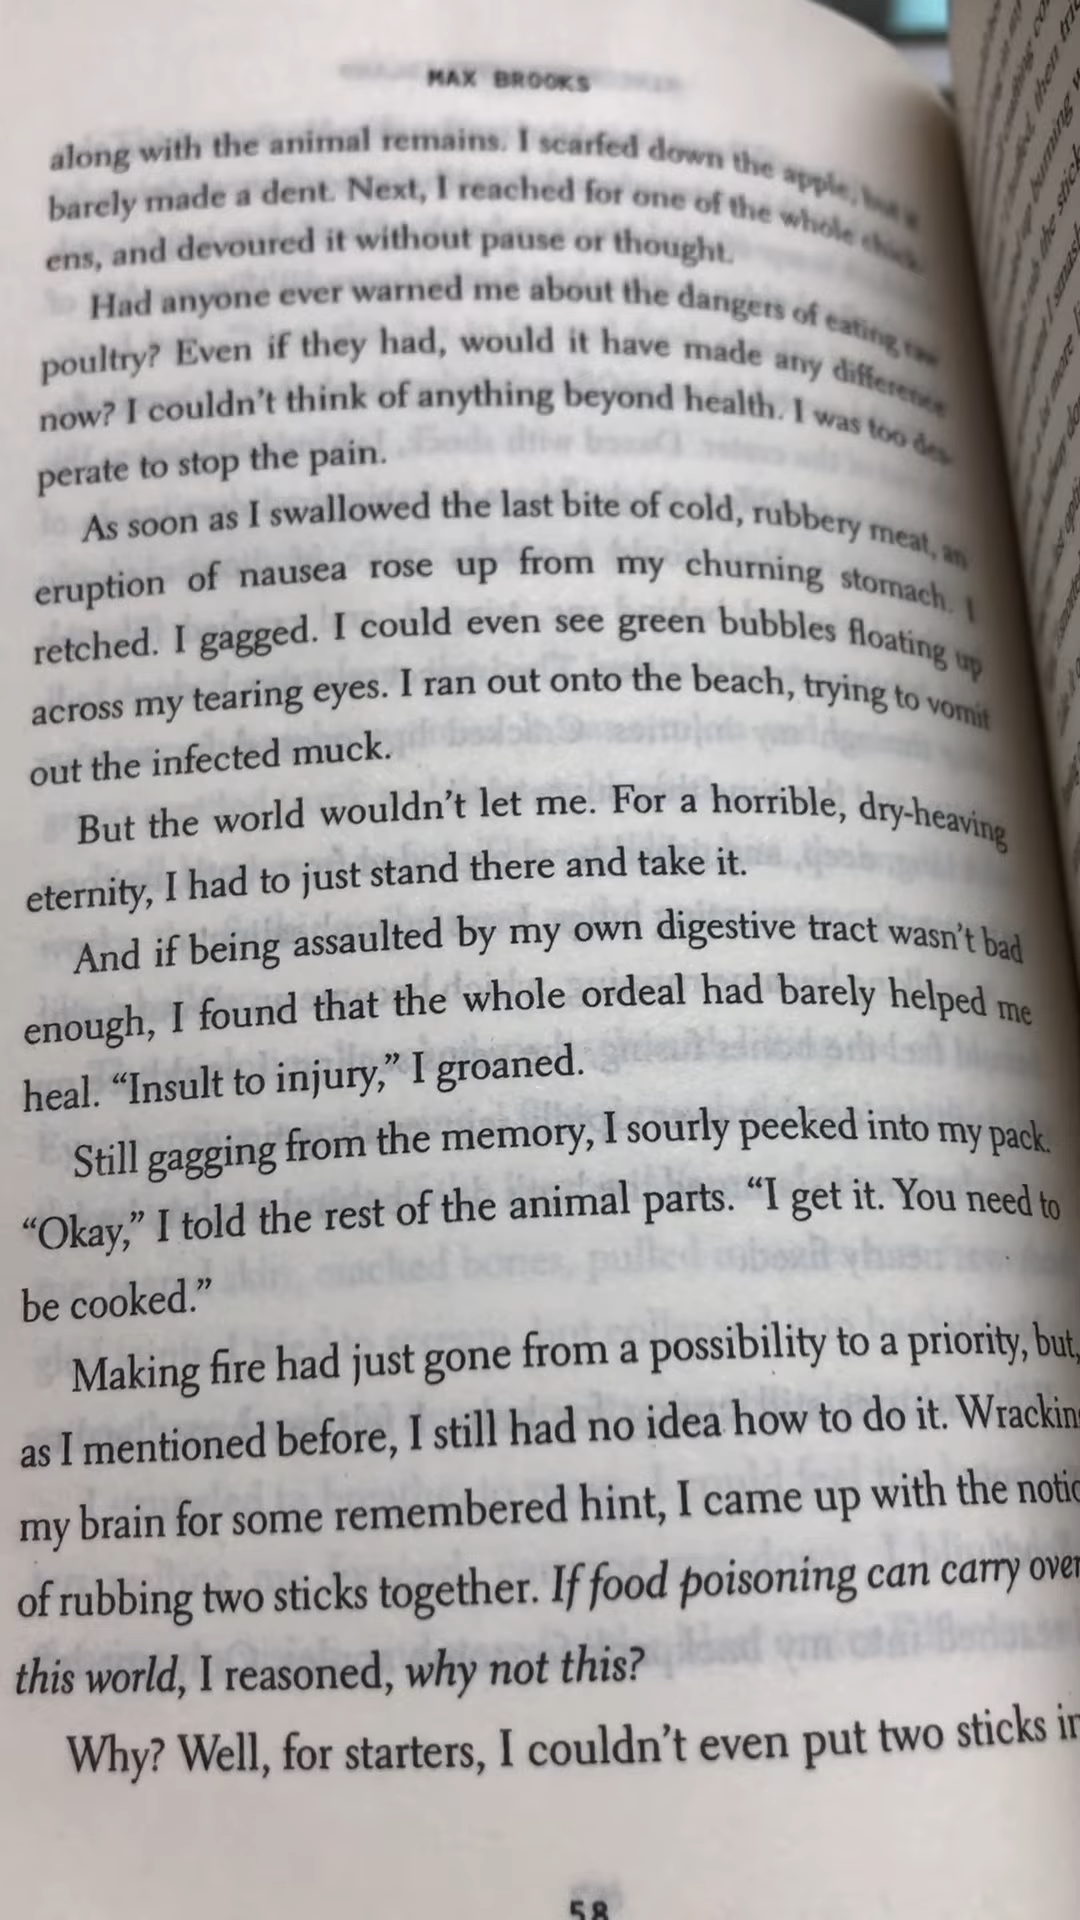 MAX BROOKS
along with the animal remains. I scarfed down the apple, but it
barely made a dent. Next, I reached for one of the whole chick-
ens, and devoured it without pause or thought.
Had anyone ever warned me about the dangers of eating raw
poultry? Even if they had, would it have made any difference
now? I couldn't think of anything beyond health. I was too des-
perate to stop the pain.
As soon as I swallowed the last bite of cold, rubbery meat, an
eruption of nausea rose up from my churning stomach. I
retched. I gagged. I could even see green bubbles floating up
across my tearing eyes. I ran out onto the beach, trying to vomit
out the infected muck.
But the world wouldn't let me. For a horrible, dry-heaving
eternity, I had to just stand there and take it.
And if being assaulted by my own digestive tract wasn't bad
enough, I found that the whole ordeal had barely helped me
heal. "Insult to injury," I groaned.
Still gagging from the memory, I sourly peeked into my pack.
"Okay," I told the rest of the animal parts. "I get it. You need to
be cooked."
Making fire had just gone from a possibility to a priority, but,
as I mentioned before, I still had no idea how to do it. Wrackin
my brain for some remembered hint, I came up with the notio
of rubbing two sticks together. If food poisoning can carry over
this world, I reasoned, why not this?
Why? Well, for starters, I couldn't even put two sticks in
58